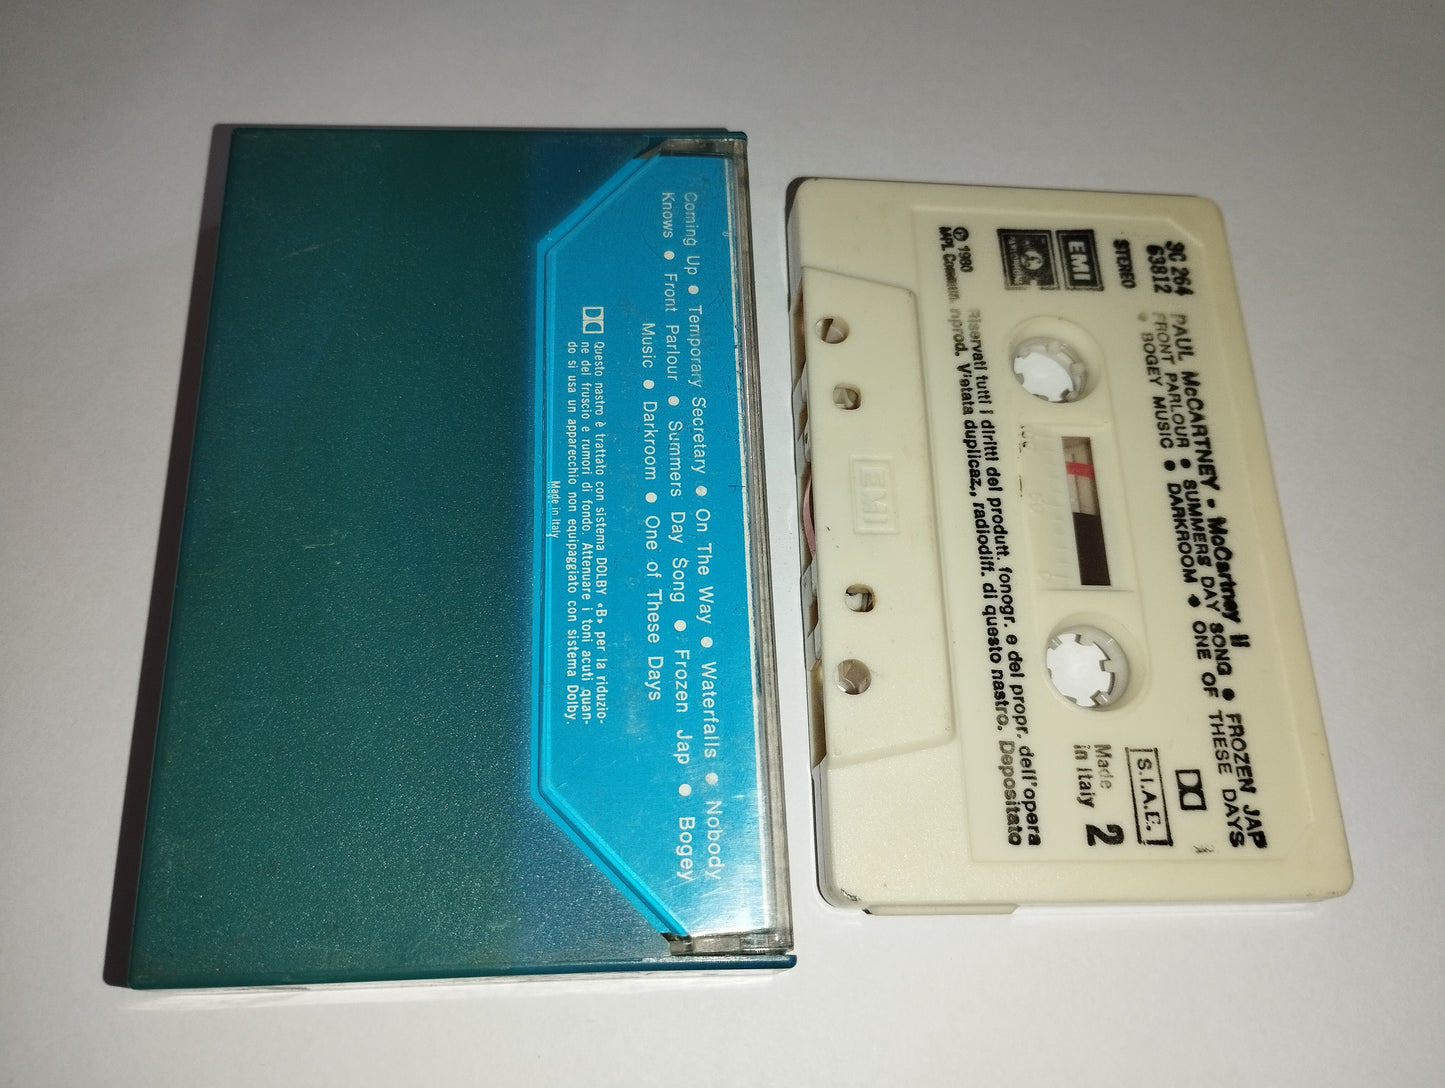 Coming Up ● Temporary Secretary ● On The Way ● Waterfalls ● Nobody
Knows ● Front Parlour ● Summers Day Song ● Frozen Jap ● Bogey
Music ● Darkroom ● One of These Days
Questo nastro è trattato con sistema DOLBY «B» per la riduzio-
ne del fruscio e rumori di fondo. Attenuare i toni acuti quan-
do si usa un apparecchio non equipaggiato con sistema Dolby.
Made in Italy
3C 264
63812
STEREO
EMI
PAUL McCARTNEY • McCartney II
FRONT PARLOUR ● SUMMERS DAY SONG ● FROZEN JAP
● BOGEY MUSIC ● DARKROOM ● ONE OF THESE DAYS
S.I.A.E.
Made
in Italy
2
℗ 1980
MPL Commun.
Riservati tutti i diritti del produtt. fonogr. e del propr. dell'opera
riprod. Vietata duplicaz., radiodiff. di questo nastro. Depositato
EMI